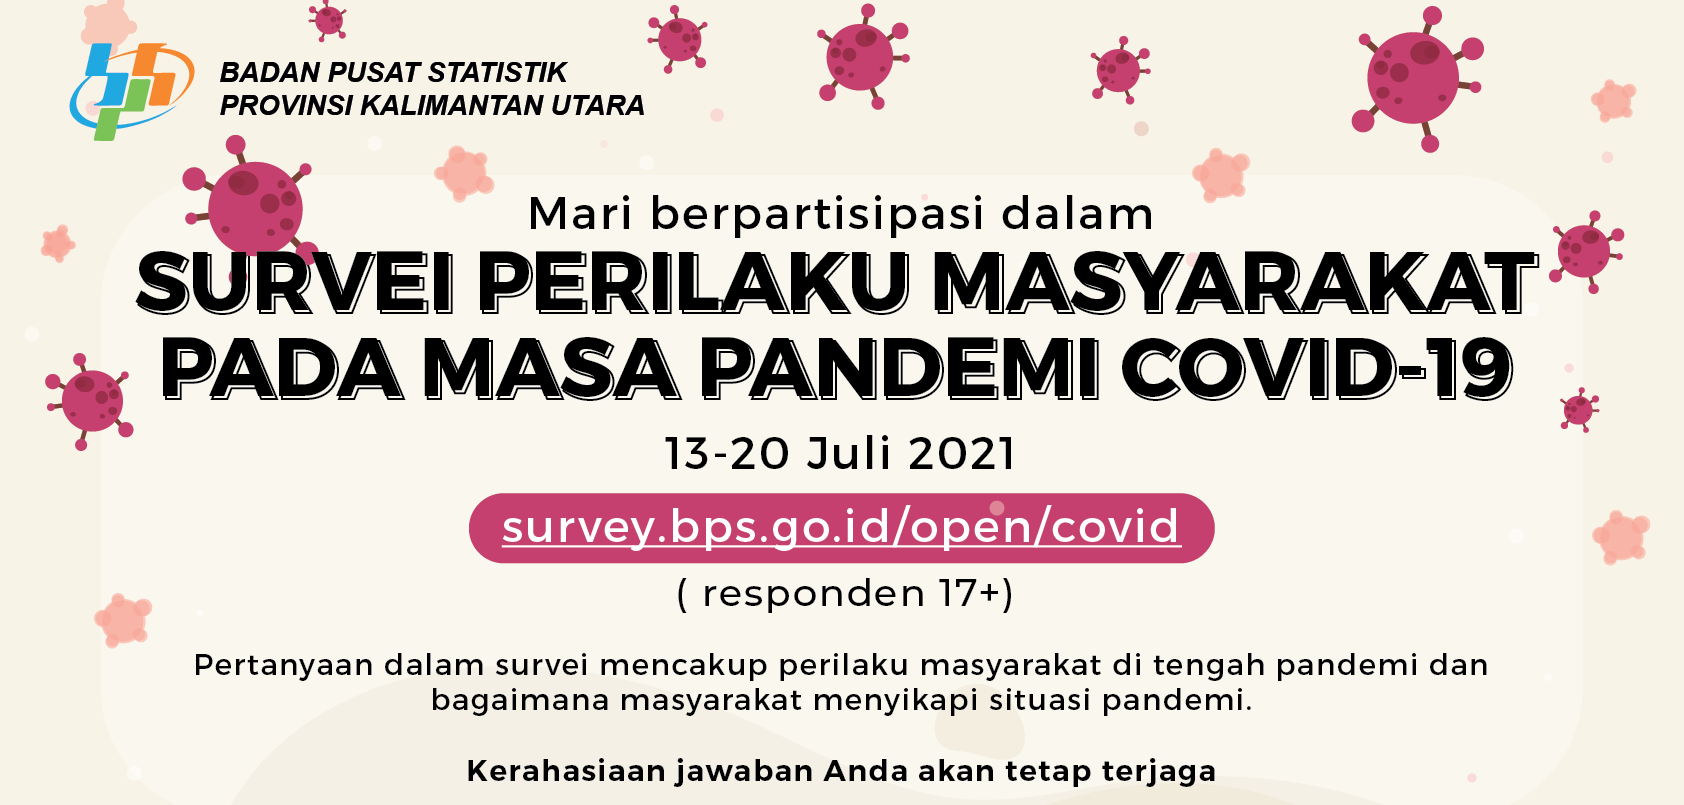 BADAN PUSAT STATISTIK
PROVINSI KALIMANTAN UTARA
Mari berpartisipasi dalam
SURVEI PERILAKU MASYARAKAT
PADA MASA PANDEMI COVID-19
13-20 Juli 2021
survey.bps.go.id/open/covid
( responden 17+)
Pertanyaan dalam survei mencakup perilaku masyarakat di tengah pandemi dan
bagaimana masyarakat menyikapi situasi pandemi.
Kerahasiaan jawaban Anda akan tetap terjaga